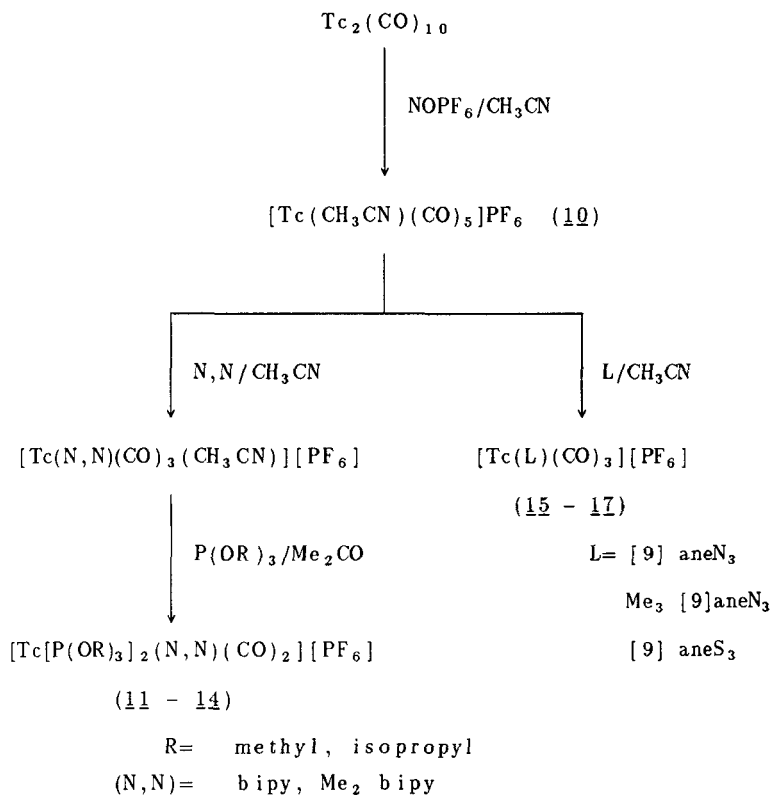 Tc₂(CO)₁₀
NOPF₆/CH₃CN
[Tc(CH₃CN)(CO)₅]PF₆ (10)
N,N/CH₃CN
L/CH₃CN
[Tc(N,N)(CO)₃(CH₃CN)][PF₆]
[Tc(L)(CO)₃][PF₆]
(15 - 17)
P(OR)₃/Me₂CO
L= [9] aneN₃
Me₃ [9]aneN₃
[9] aneS₃
[Tc[P(OR)₃]₂(N,N)(CO)₂][PF₆]
(11 - 14)
R= methyl, isopropyl
(N,N)= bipy, Me₂ bipy